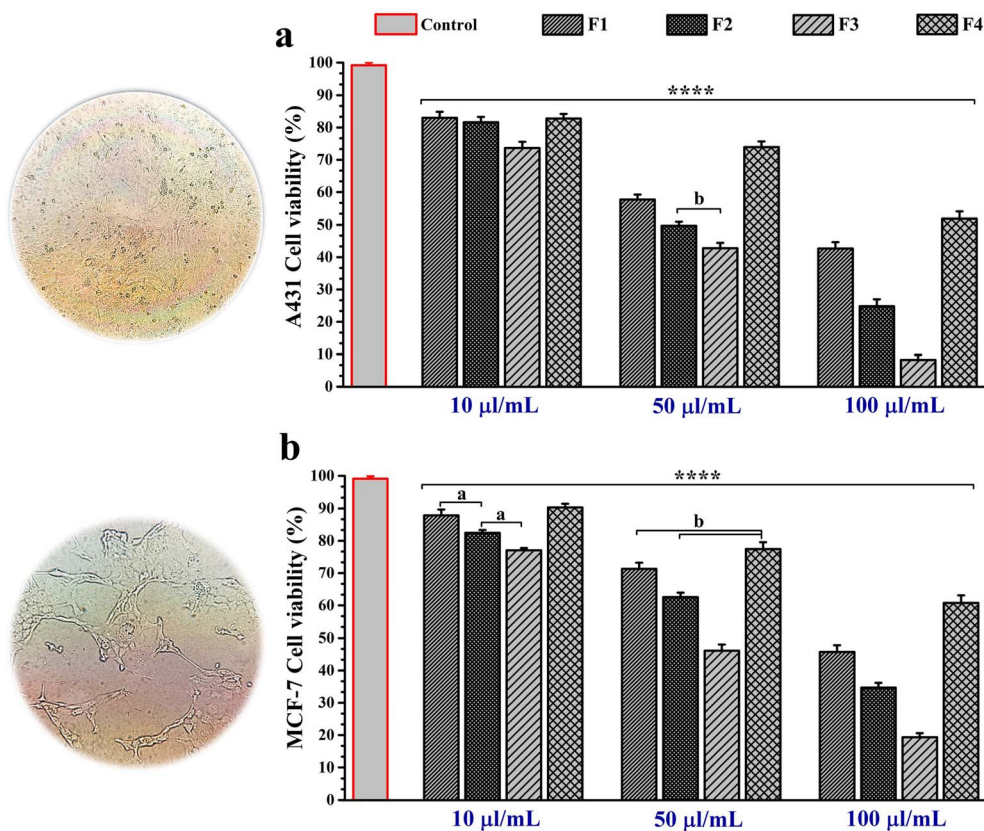 a
Control F1 F2 F3 F4
A431 Cell viability (%)
100
90
80
70
60
50
40
30
20
10
0
****
b
10 µl/mL 50 µl/mL 100 µl/mL
b
MCF-7 Cell viability (%)
100
90
80
70
60
50
40
30
20
10
0
****
a
a
b
10 µl/mL 50 µl/mL 100 µl/mL